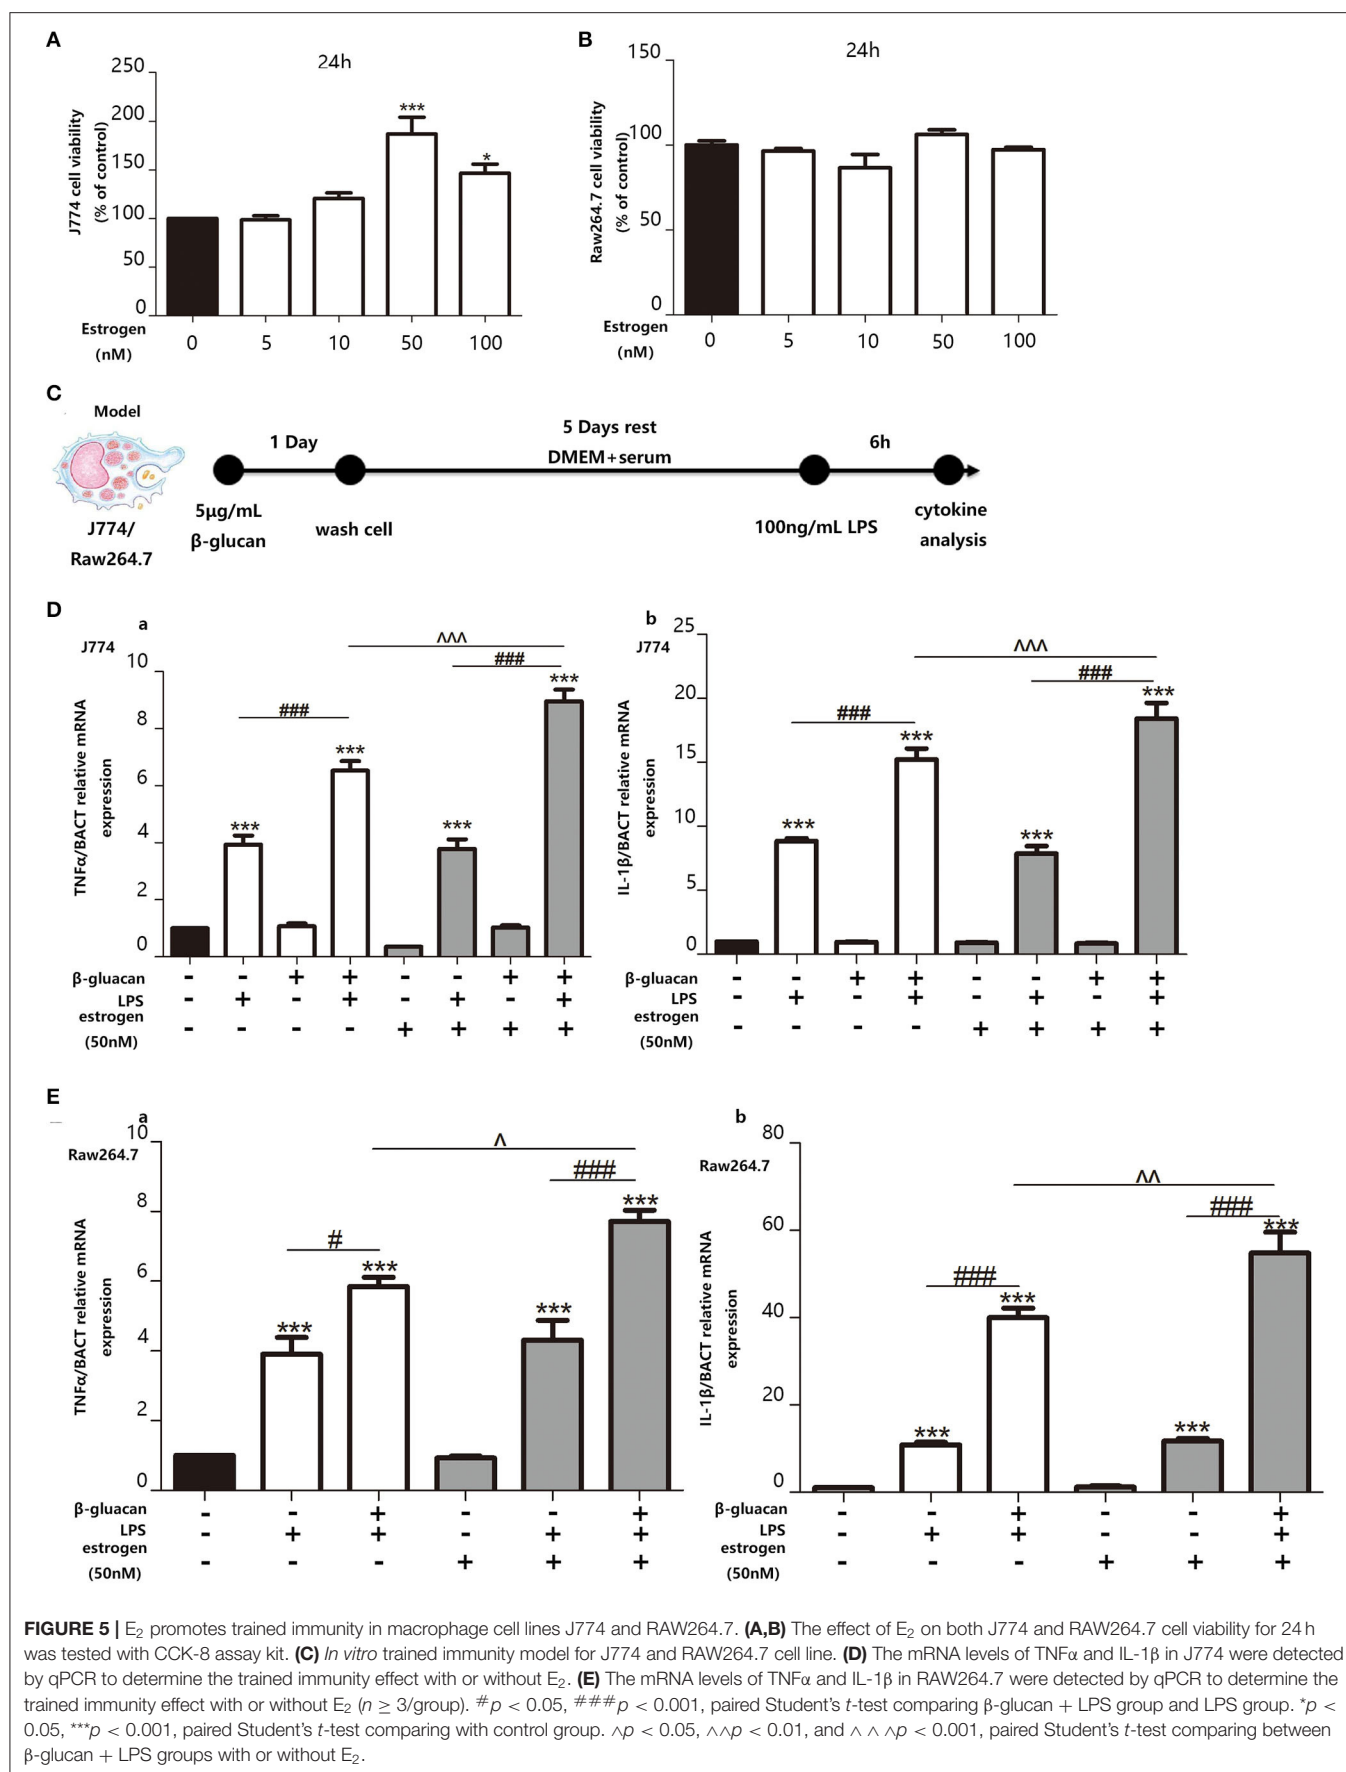 A
24h
J774 cell viability
(% of control)
250
200
150
100
50
0
***
*
Estrogen
(nM)
0 5 10 50 100
B
24h
Raw264.7 cell viability
(% of control)
150
100
50
0
Estrogen
(nM)
0 5 10 50 100
C
Model
J774/
Raw264.7
1 Day
5 Days rest
DMEM+serum
6h
5μg/mL
β-glucan
wash cell
100ng/mL LPS
cytokine
analysis
D
a
J774
TNFα/BACT relative mRNA
expression
10
8
6
4
2
0
^^^
###
###
***
***
***
***
β-gluacan - - + + - - + +
LPS - + - + - + - +
estrogen
(50nM)
- - - - + + + +
b
J774
IL-1β/BACT relative mRNA
expression
25
20
15
10
5
0
^^^
###
###
***
***
***
***
β-gluacan - - + + - - + +
LPS - + - + - + - +
estrogen
(50nM)
- - - - + + + +
E
a
Raw264.7
TNFα/BACT relative mRNA
expression
10
8
6
4
2
0
^
###
#
***
***
***
***
β-gluacan - - + - - +
LPS - + + - + +
estrogen
(50nM)
- - - + + +
b
Raw264.7
IL-1β/BACT relative mRNA
expression
80
60
40
20
0
^^
###
###
***
***
***
***
β-gluacan - - + - - +
LPS - + + - + +
estrogen
(50nM)
- - - + + +
FIGURE 5 | E₂ promotes trained immunity in macrophage cell lines J774 and RAW264.7. (A,B) The effect of E₂ on both J774 and RAW264.7 cell viability for 24 h
was tested with CCK-8 assay kit. (C) In vitro trained immunity model for J774 and RAW264.7 cell line. (D) The mRNA levels of TNFα and IL-1β in J774 were detected
by qPCR to determine the trained immunity effect with or without E₂. (E) The mRNA levels of TNFα and IL-1β in RAW264.7 were detected by qPCR to determine the
trained immunity effect with or without E₂ (n ≥ 3/group). #p < 0.05, ###p < 0.001, paired Student's t-test comparing β-glucan + LPS group and LPS group. *p <
0.05, ***p < 0.001, paired Student's t-test comparing with control group. ∧p < 0.05, ∧∧p < 0.01, and ∧ ∧ ∧p < 0.001, paired Student's t-test comparing between
β-glucan + LPS groups with or without E₂.